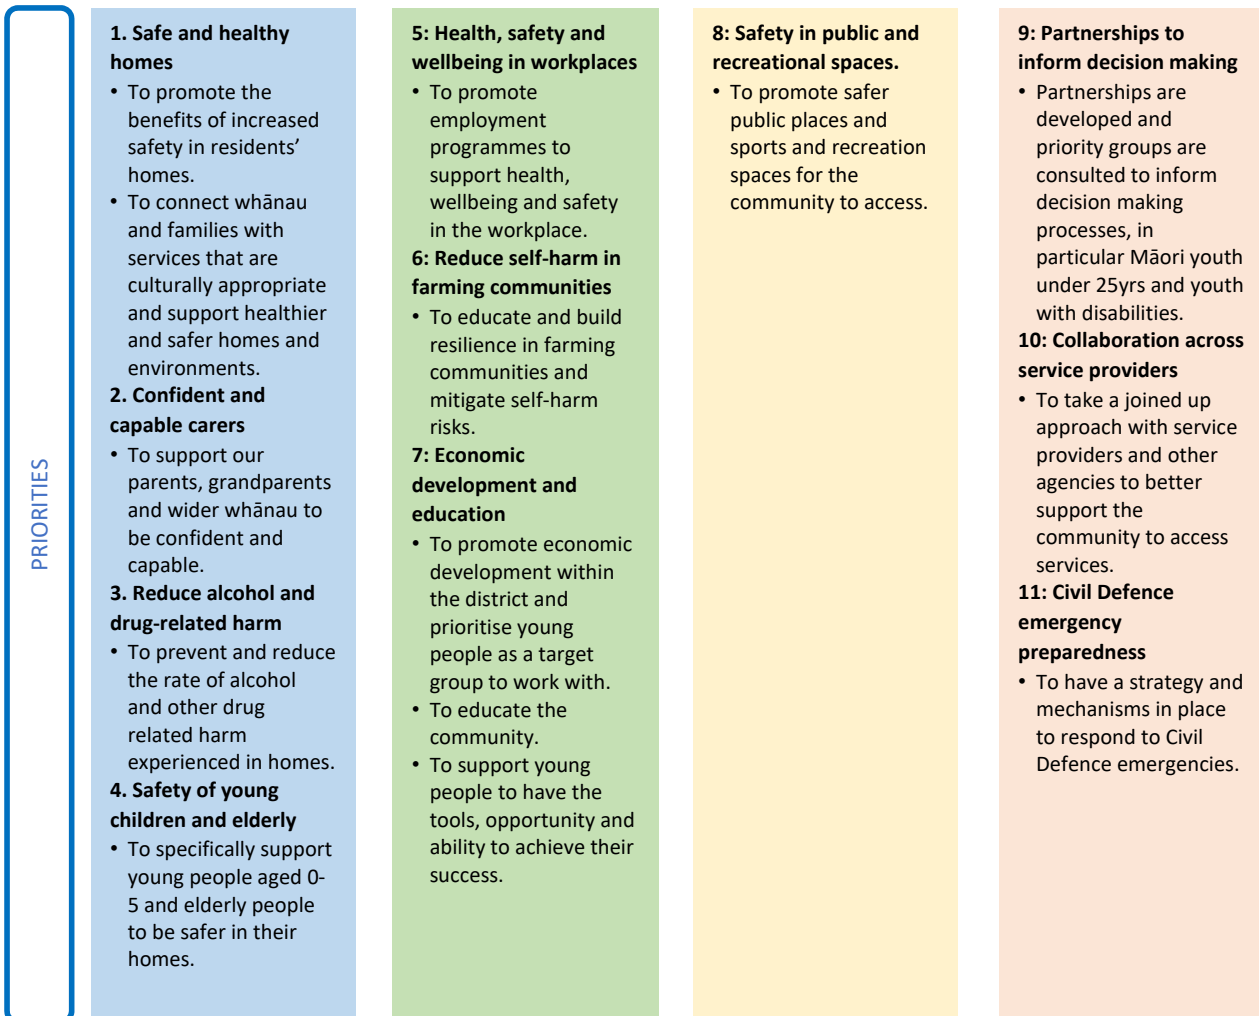 PRIORITIES
1. Safe and healthy
homes
• To promote the
benefits of increased
safety in residents’
homes.
• To connect whānau
and families with
services that are
culturally appropriate
and support healthier
and safer homes and
environments.
2. Confident and
capable carers
• To support our
parents, grandparents
and wider whānau to
be confident and
capable.
3. Reduce alcohol and
drug-related harm
• To prevent and reduce
the rate of alcohol
and other drug
related harm
experienced in homes.
4. Safety of young
children and elderly
• To specifically support
young people aged 0-
5 and elderly people
to be safer in their
homes.
5: Health, safety and
wellbeing in workplaces
• To promote
employment
programmes to
support health,
wellbeing and safety
in the workplace.
6: Reduce self-harm in
farming communities
• To educate and build
resilience in farming
communities and
mitigate self-harm
risks.
7: Economic
development and
education
• To promote economic
development within
the district and
prioritise young
people as a target
group to work with.
• To educate the
community.
• To support young
people to have the
tools, opportunity and
ability to achieve their
success.
8: Safety in public and
recreational spaces.
• To promote safer
public places and
sports and recreation
spaces for the
community to access.
9: Partnerships to
inform decision making
• Partnerships are
developed and
priority groups are
consulted to inform
decision making
processes, in
particular Māori youth
under 25yrs and youth
with disabilities.
10: Collaboration across
service providers
• To take a joined up
approach with service
providers and other
agencies to better
support the
community to access
services.
11: Civil Defence
emergency
preparedness
• To have a strategy and
mechanisms in place
to respond to Civil
Defence emergencies.